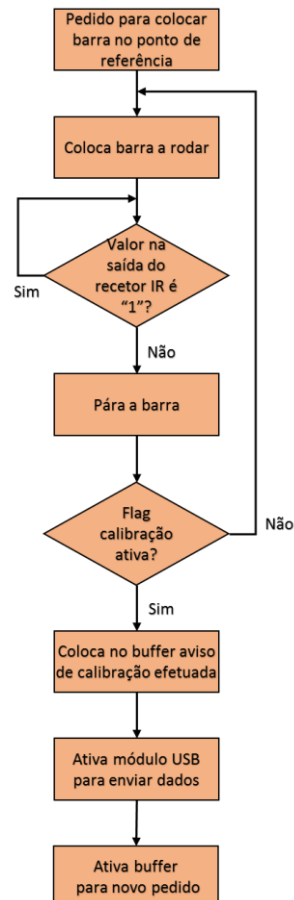 Pedido para colocar
barra no ponto de
referência
Coloca barra a rodar
Valor na
saída do
recetor IR é
“1”?
Sim
Não
Pára a barra
Flag
calibração
ativa?
Não
Sim
Coloca no buffer aviso
de calibração efetuada
Ativa módulo USB
para enviar dados
Ativa buffer
para novo pedido